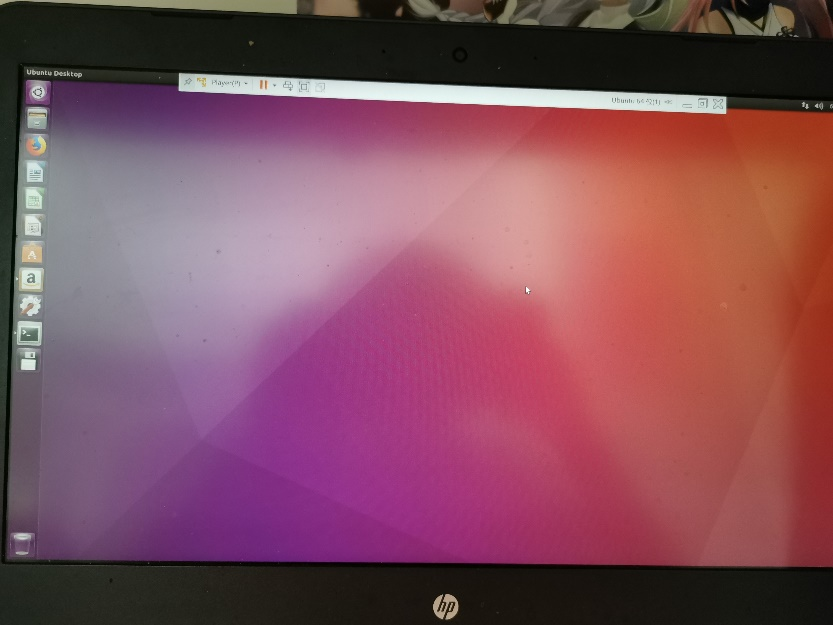 Ubuntu Desktop
Player(P)
a
hp